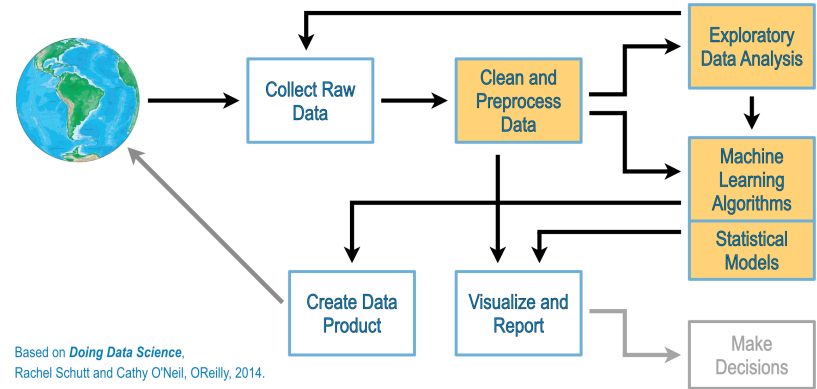 Exploratory
Data Analysis
Collect Raw
Data
Clean and
Preprocess
Data
Machine
Learning
Algorithms
Statistical
Models
Create Data
Product
Visualize and
Report
Make
Decisions
Based on Doing Data Science,
Rachel Schutt and Cathy O'Neil, OReilly, 2014.